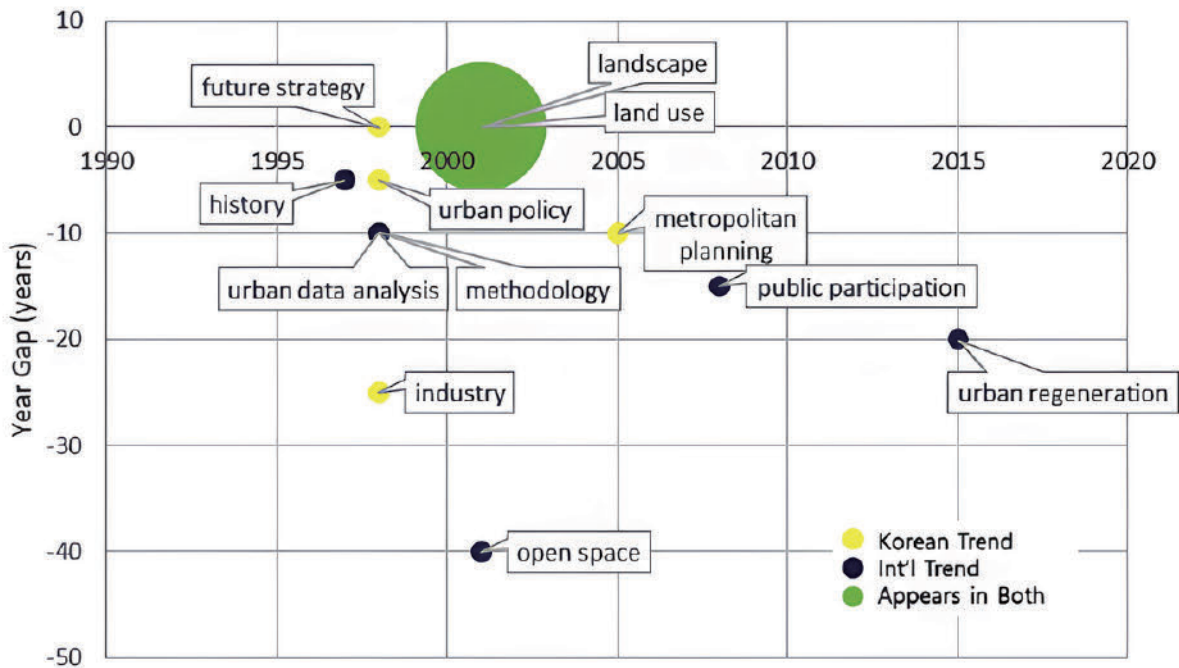 10
landscape
future strategy
land use
0
1990
1995
2000
2005
2010
2015
2020
history
urban policy
metropolitan
planning
-10
urban data analysis
methodology
public participation
-20
industry
urban regeneration
-30
Year Gap (years)
-40
open space
Korean Trend
Int'l Trend
Appears in Both
-50